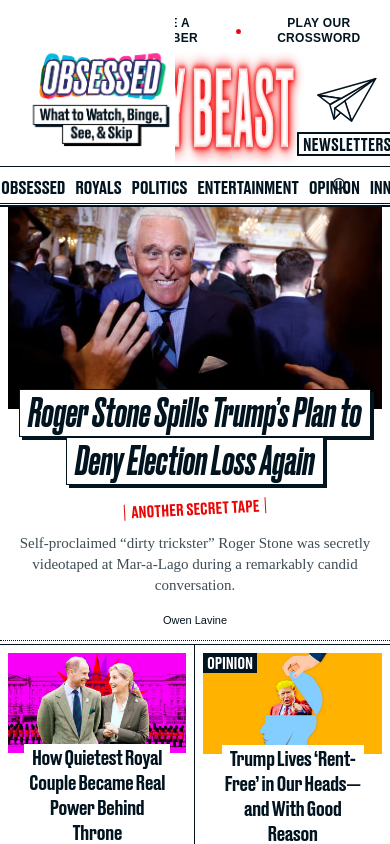 E A
BER
PLAY OUR
CROSSWORD
OBSESSED
What to Watch, Binge,
See, & Skip
Y BEAST
NEWSLETTERS
OBSESSED ROYALS POLITICS ENTERTAINMENT OPINION INN
Roger Stone Spills Trump’s Plan to
Deny Election Loss Again
ANOTHER SECRET TAPE
Self-proclaimed “dirty trickster” Roger Stone was secretly
videotaped at Mar-a-Lago during a remarkably candid
conversation.
Owen Lavine
How Quietest Royal
Couple Became Real
Power Behind
Throne
OPINION
Trump Lives ‘Rent-
Free’ in Our Heads—
and With Good
Reason